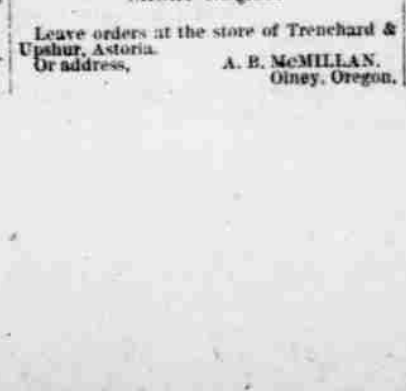 Leave orders at the store of Trenchard &
Upshur, Astoria.
Or address, A. B. McMILLAN,
Olney, Oregon.